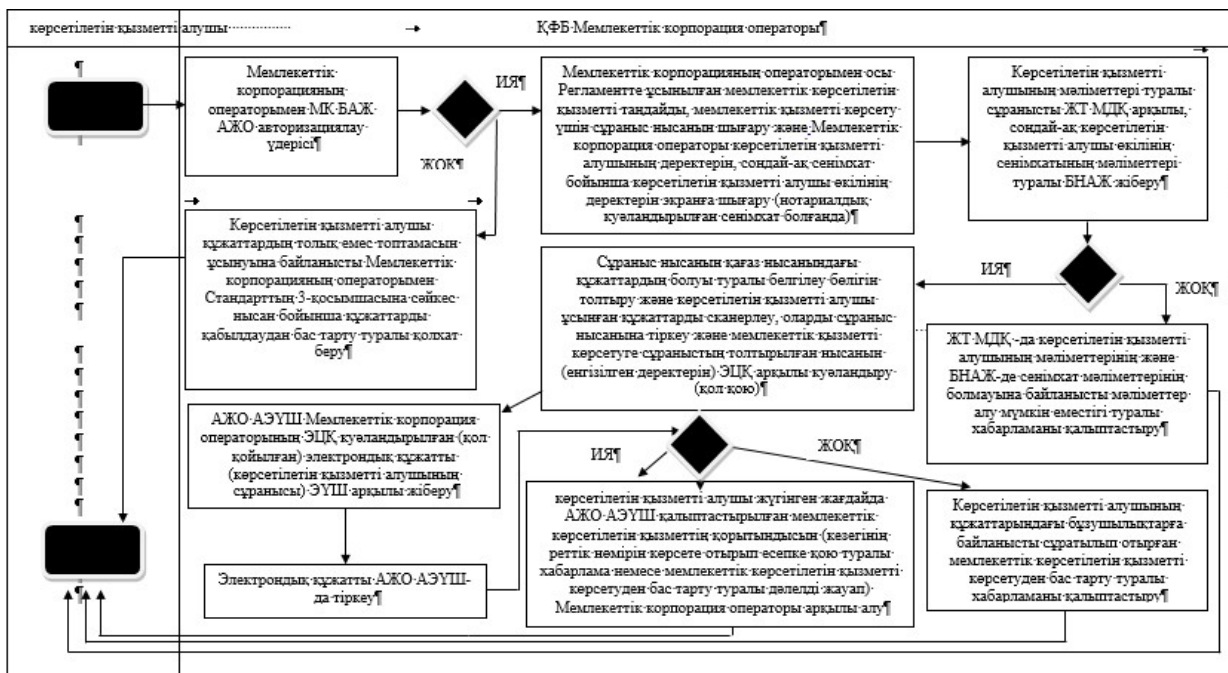 көрсетілетін қызметті алушы
ҚФБ Мемлекеттік корпорация операторы¶
Мемлекеттік
корпорацияның
операторымен МК БАЖ
АЖО авторизациялау
үдерісі¶
ИЯ¶
ЖОҚ¶
Мемлекеттік корпорацияның операторымен осы
Регламентте ұсынылған мемлекеттік көрсетілетін
қызметті таңдайды, мемлекеттік қызметті көрсету
үшін сұраныс нысанын шығару және Мемлекеттік
корпорация операторы көрсетілетін қызметті
алушының деректерін, сондай-ақ сенімхат
бойынша көрсетілетін қызметті алушы өкілінің
деректерін экранға шығару (нотариалдық
куәландырылған сенімхат болғанда)¶
Көрсетілетін қызметті
алушының мәліметтері туралы
сұранысты ЖТ МДҚ арқылы,
сондай-ақ көрсетілетін
қызметті алушы өкілінің
сенімхатының мәліметтері
туралы БНАЖ жіберу¶
Көрсетілетін қызметті алушы
құжаттардың толық емес топтамасын
ұсынуына байланысты Мемлекеттік
корпорацияның операторымен
Стандарттың 3-қосымшасына сәйкес
нысан бойынша құжаттарды
қабылдаудан бас тарту туралы қолхат
беру¶
Сұраныс нысанын қағаз нысанындағы
құжаттардың болуы туралы белгілеу бөлігін
толтыру және көрсетілетін қызметті алушы
ұсынған құжаттарды сканерлеу, оларды сұраныс
нысанына тіркеу және мемлекеттік қызметті
көрсетуге сұраныстың толтырылған нысанын
(енгізілген деректерін) ЭЦҚ арқылы куәландыру
(қол қою)¶
ИЯ¶
ЖОҚ¶
ЖТ МДҚ -да көрсетілетін қызметті
алушының мәліметтерінің және
БНАЖ-де сенімхат мәліметтерінің
болмауына байланысты мәліметтер
алу мүмкін еместігі туралы
хабарламаны қалыптастыру¶
АЖО АЭҮШ Мемлекеттік корпорация
операторының ЭЦҚ куәландырылған (қол
қойылған) электрондық құжатты
(көрсетілетін қызметті алушының
сұранысы) ЭҮШ арқылы жіберу¶
ИЯ¶
ЖОҚ¶
Электрондық құжатты АЖО АЭҮШ-
да тіркеу¶
көрсетілетін қызметті алушы жүгінген жағдайда
АЖО АЭҮШ қалыптастырылған мемлекеттік
көрсетілетін қызметтің қорытындысын (кезегінің
реттік нөмірін көрсете отырып есепке қою туралы
хабарлама немесе мемлекеттік көрсетілетін қызметті
көрсетуден бас тарту туралы дәлелді жауап)
Мемлекеттік корпорация операторы арқылы алу¶
Көрсетілетін қызметті алушының
құжаттарындағы бұзушылықтарға
байланысты сұратылып отырған
мемлекеттік көрсетілетін қызметті
көрсетуден бас тарту туралы
хабарламаны қалыптастыру¶